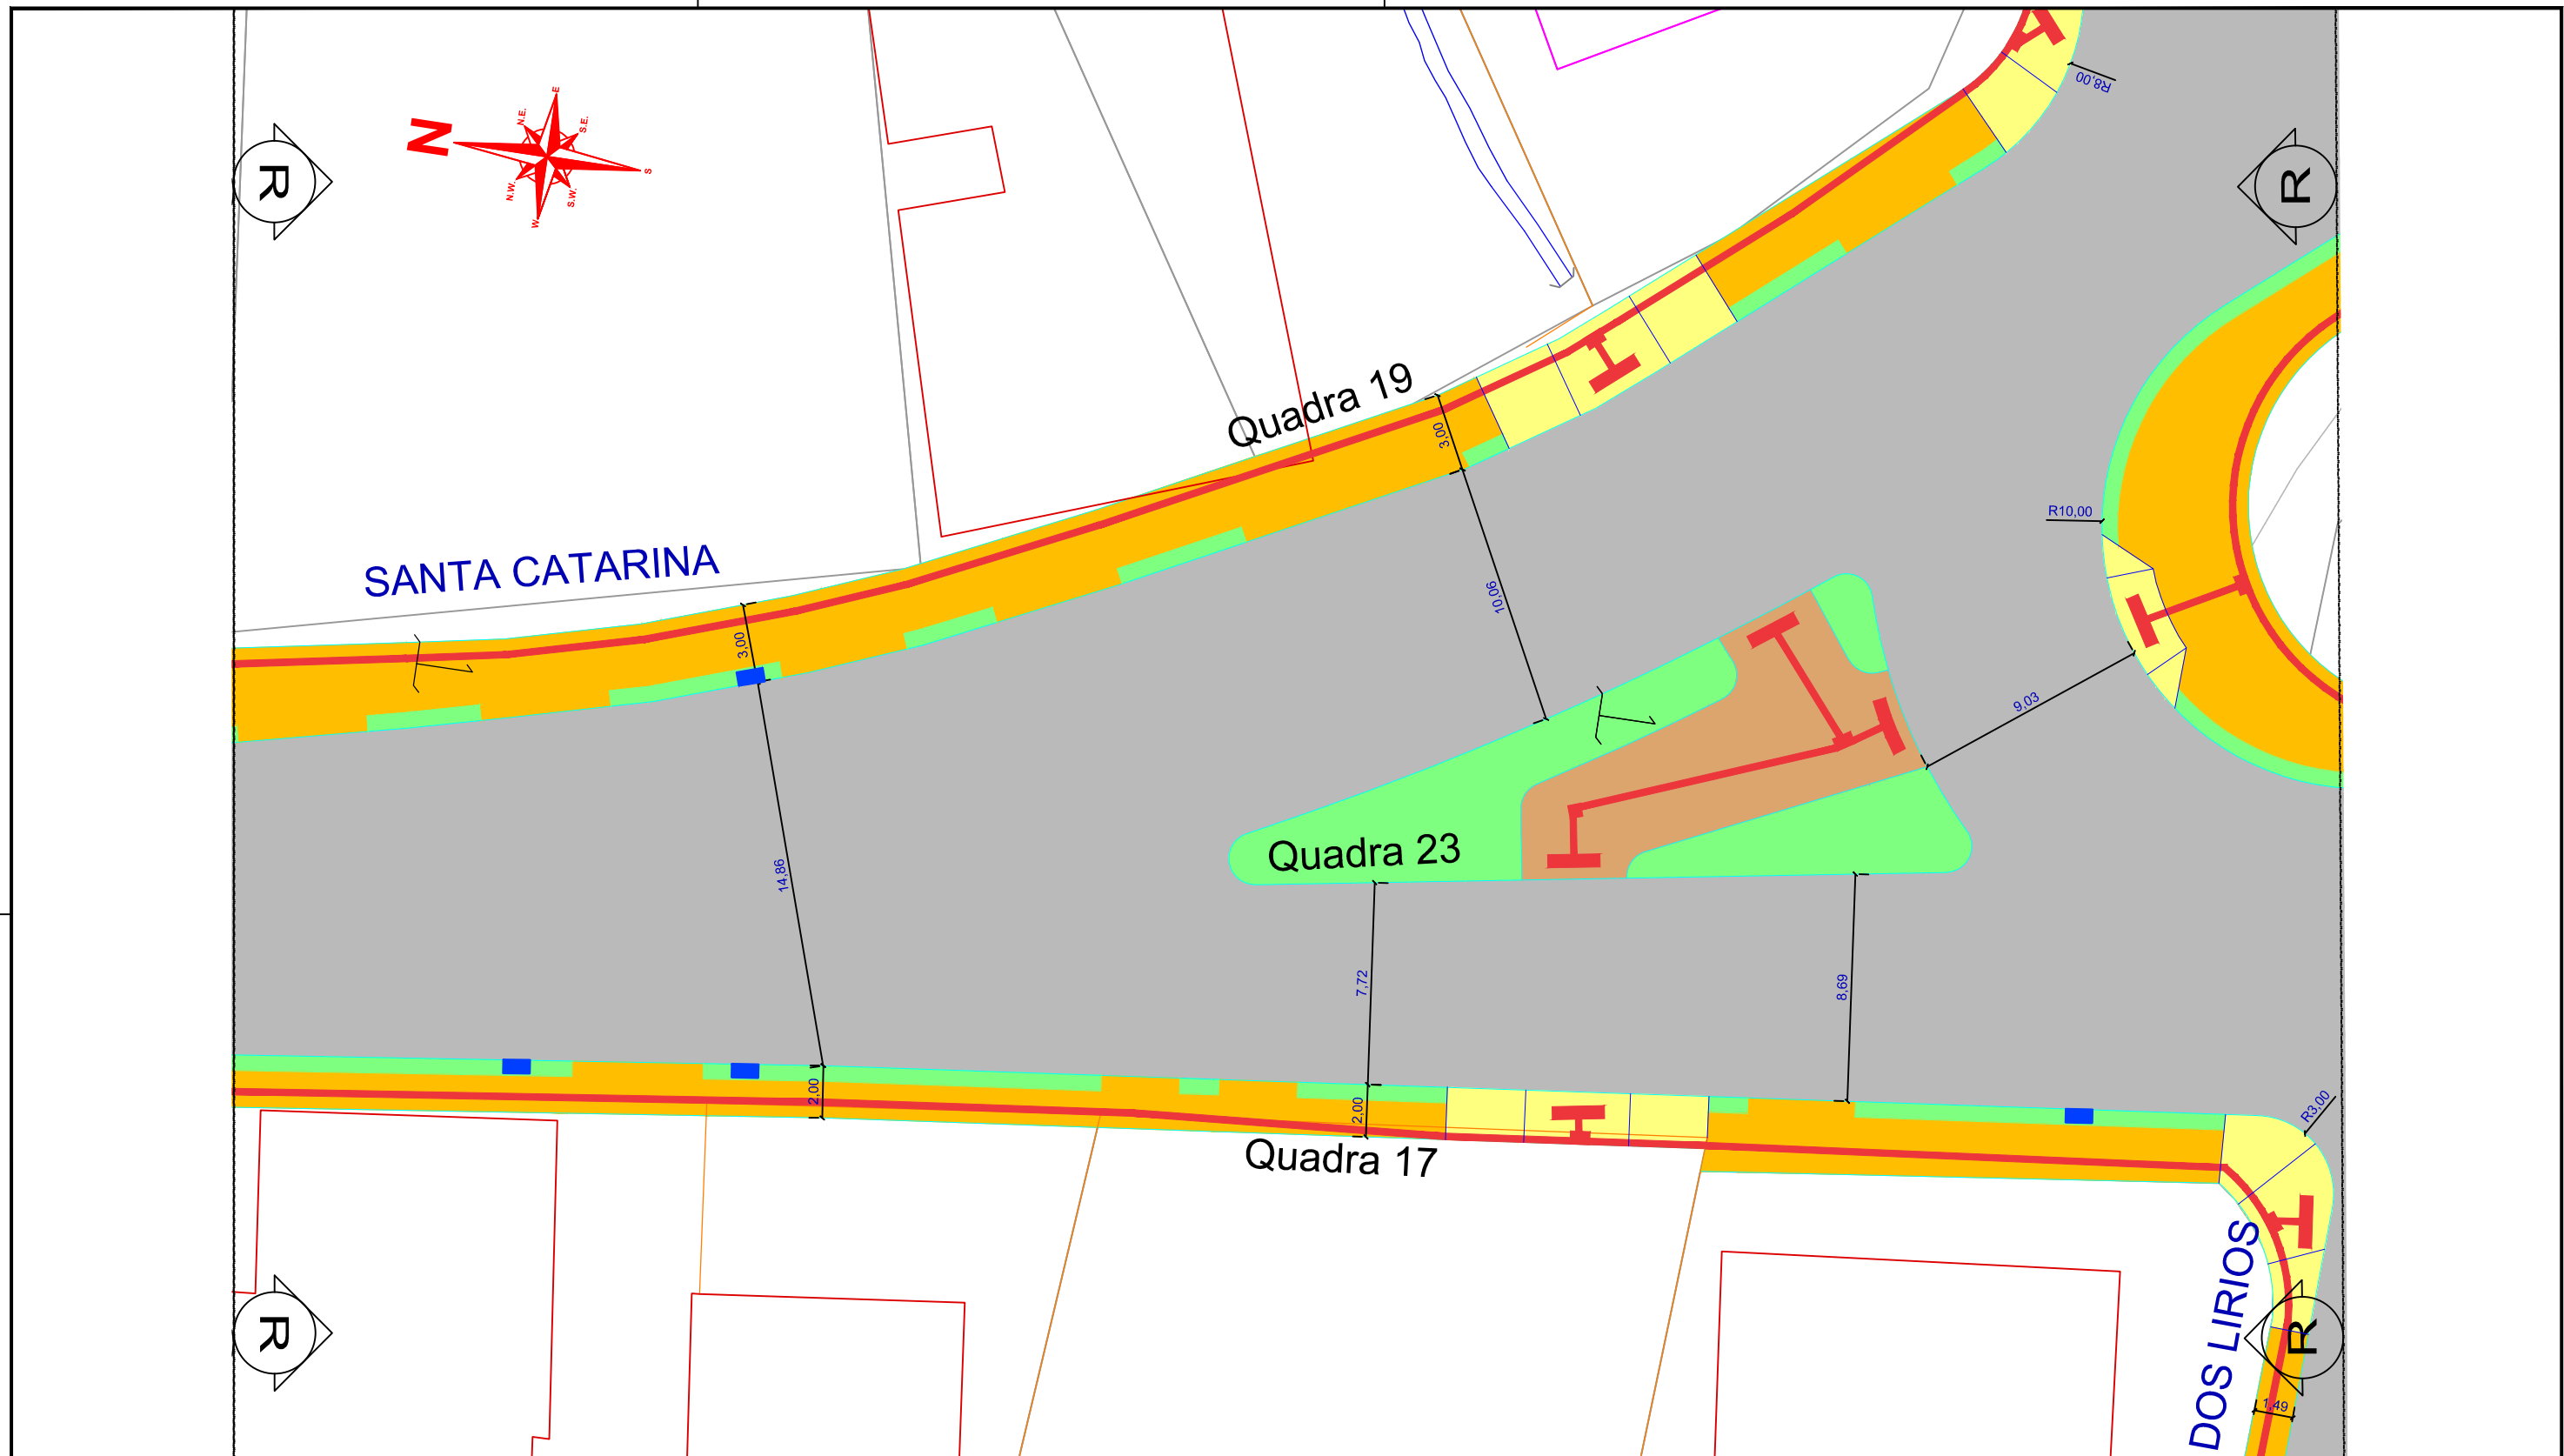 R
N
N.E.
E
S.E.
S
S.W.
W
N.W.
R
R8,00
Quadra 19
3,00
SANTA CATARINA
3,00
10,06
R10,00
9,03
14,86
Quadra 23
7,72
8,69
2,00
2,00
Quadra 17
R3,00
DOS LIRIOS
R
R
1,49